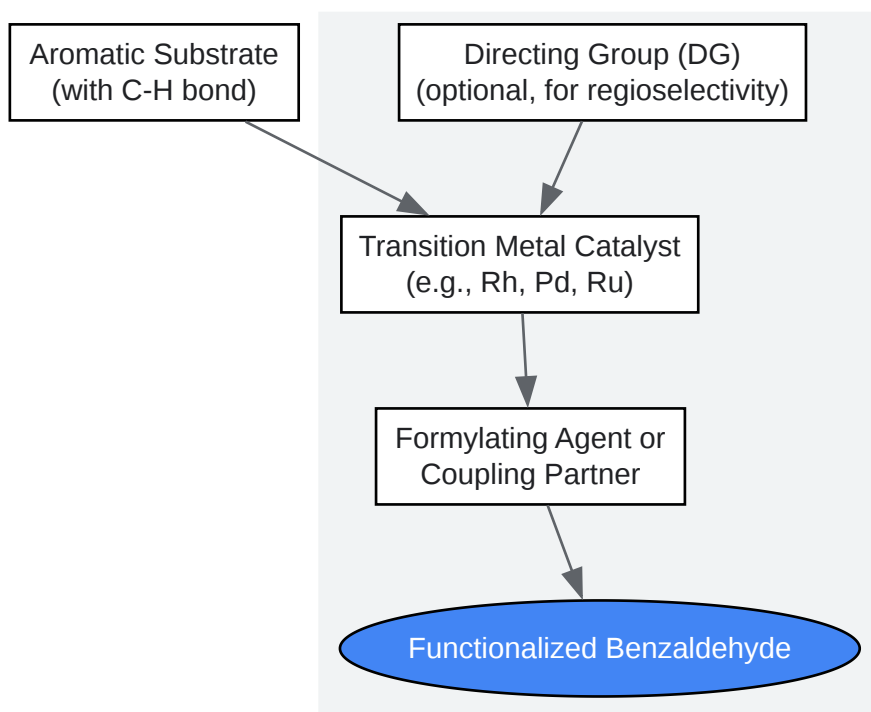 Aromatic Substrate
(with C-H bond)
Directing Group (DG)
(optional, for regioselectivity)
Transition Metal Catalyst
(e.g., Rh, Pd, Ru)
Formylating Agent or
Coupling Partner
Functionalized Benzaldehyde